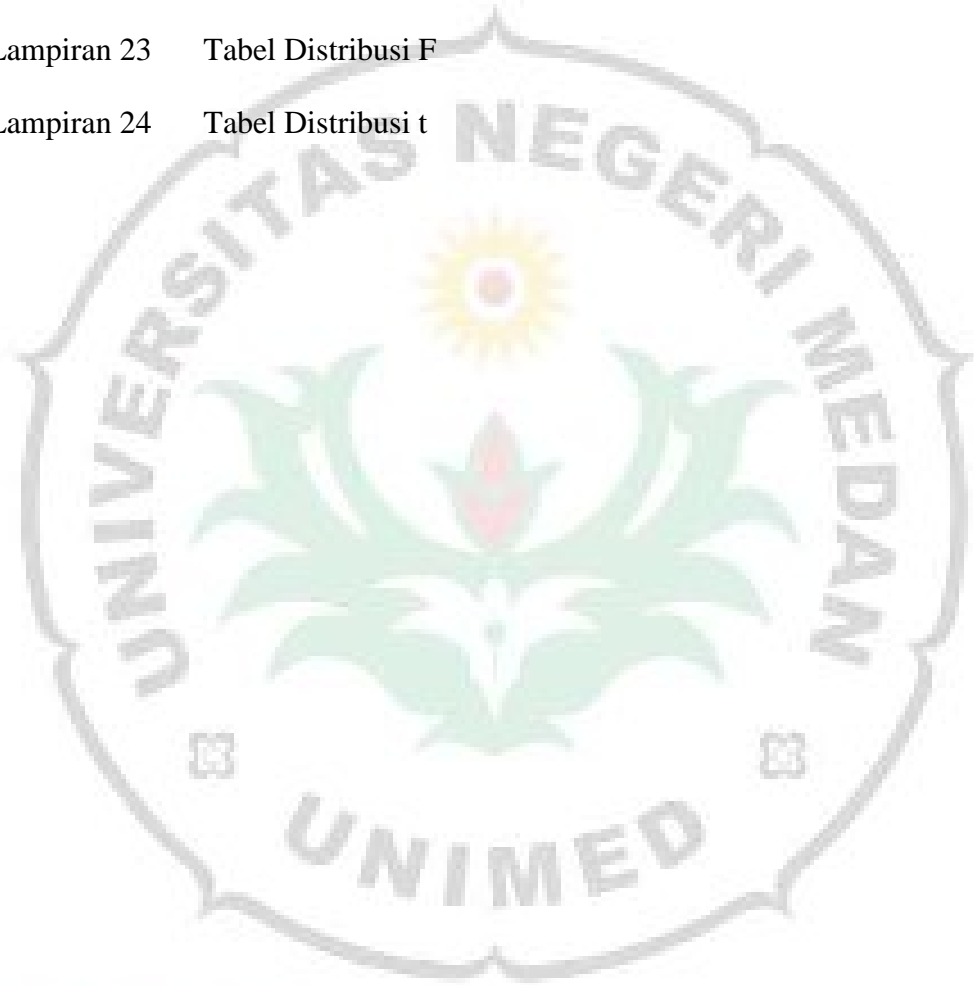 Lampiran 23 Tabel Distribusi F
Lampiran 24 Tabel Distribusi t
UNIVERSITAS NEGERI MEDAN
UNIMED